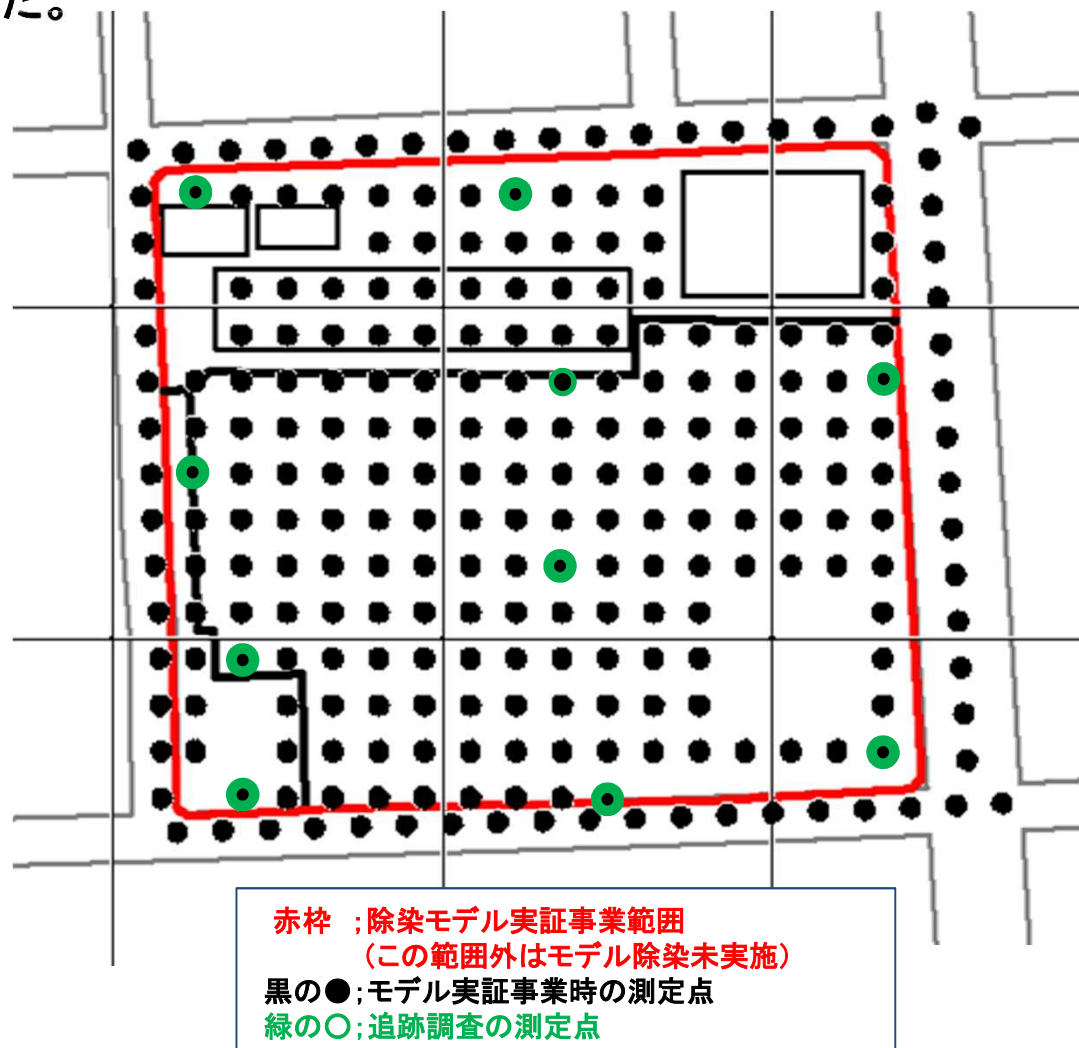 た。
赤枠 ;除染モデル実証事業範囲
(この範囲外はモデル除染未実施)
黒の●;モデル実証事業時の測定点
緑の〇;追跡調査の測定点